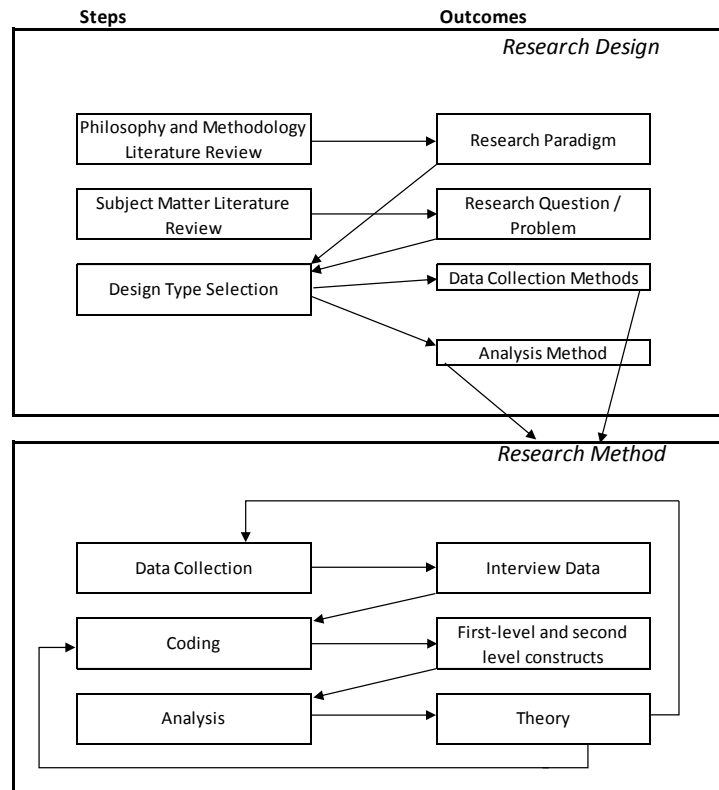 Steps Outcomes
Research Design
Philosophy and Methodology
Literature Review
Research Paradigm
Subject Matter Literature
Review
Research Question /
Problem
Design Type Selection
Data Collection Methods
Analysis Method
Research Method
Data Collection
Interview Data
Coding
First-level and second
level constructs
Analysis
Theory